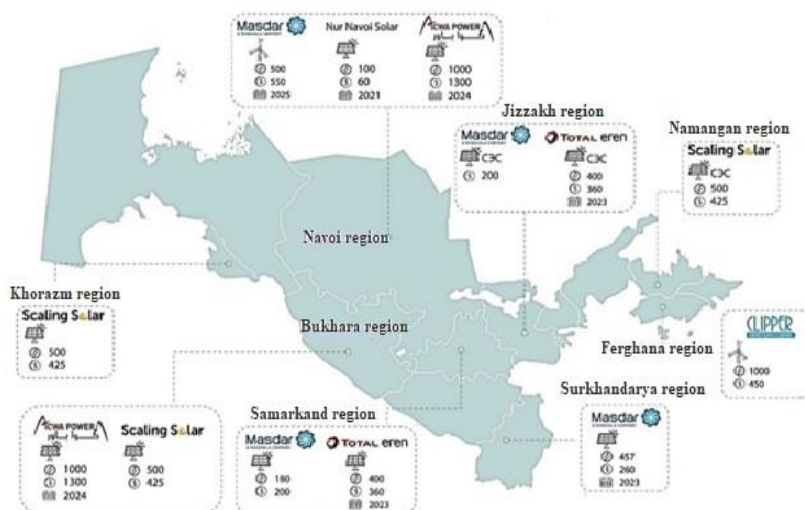 Masdar
500
550
2025
Nur Navoi Solar
100
60
2021
ACWA POWER
1000
1300
2024
Jizzakh region
Masdar
СЭС
200
TOTAL eren
СЭС
400
360
2023
Namangan region
Scaling Solar
СЭС
500
425
Navoi region
Khorazm region
Scaling Solar
500
425
Bukhara region
Ferghana region
CLIPPER
1000
450
Surkhandarya region
Masdar
457
260
2023
Samarkand region
Masdar
180
200
TOTAL eren
400
360
2023
ACWA POWER
1000
1300
2024
Scaling Solar
500
425